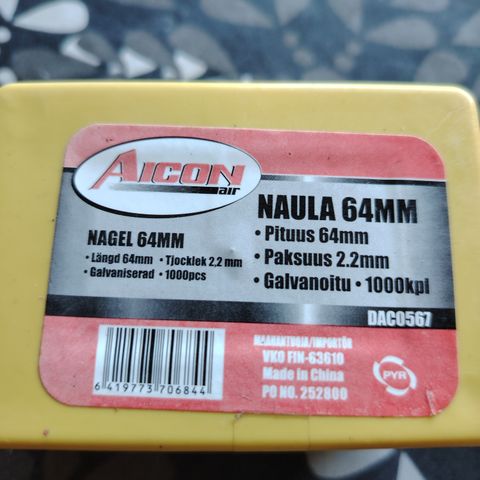 AICON
air
NAULA 64MM
• Pituus 64mm
• Paksuus 2.2mm
• Galvanoitu • 1000kpl
DAC0567
NAGEL 64MM
• Längd 64mm • Tjocklek 2,2 mm
• Galvaniserad • 1000pcs
MAAHANTUOJA/IMPORTÖR
VKO FIN-63610
Made in China
PO NO. 252800
6 419773 706844
PYR